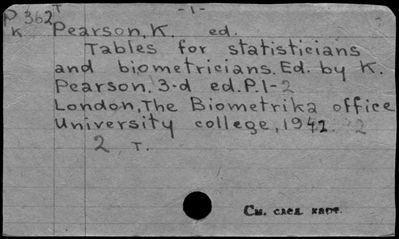 -1-
P 362 T
K
Pearson, K. ed.
Tables for statisticians
and biometricians. Ed. by K.
Pearson. 3-d ed. P.1-2
London, The Biometrika office
University college, 1942.
2 т.
См. след. карт.